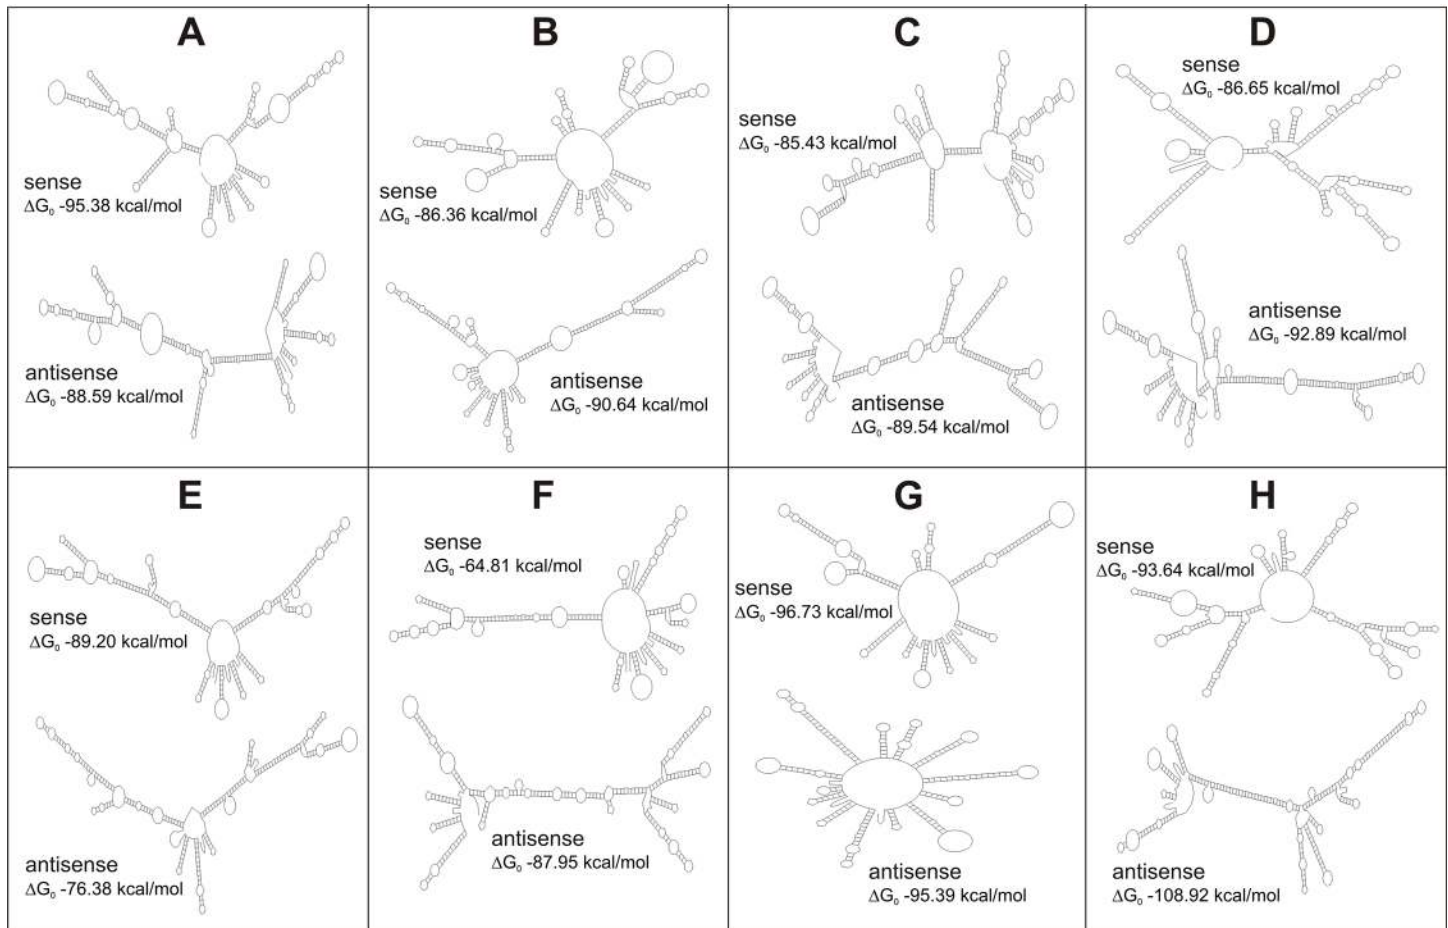 A
sense
ΔG₀ -95.38 kcal/mol
antisense
ΔG₀ -88.59 kcal/mol
B
sense
ΔG₀ -86.36 kcal/mol
antisense
ΔG₀ -90.64 kcal/mol
C
sense
ΔG₀ -85.43 kcal/mol
antisense
ΔG₀ -89.54 kcal/mol
D
sense
ΔG₀ -86.65 kcal/mol
antisense
ΔG₀ -92.89 kcal/mol
E
sense
ΔG₀ -89.20 kcal/mol
antisense
ΔG₀ -76.38 kcal/mol
F
sense
ΔG₀ -64.81 kcal/mol
antisense
ΔG₀ -87.95 kcal/mol
G
sense
ΔG₀ -96.73 kcal/mol
antisense
ΔG₀ -95.39 kcal/mol
H
sense
ΔG₀ -93.64 kcal/mol
antisense
ΔG₀ -108.92 kcal/mol